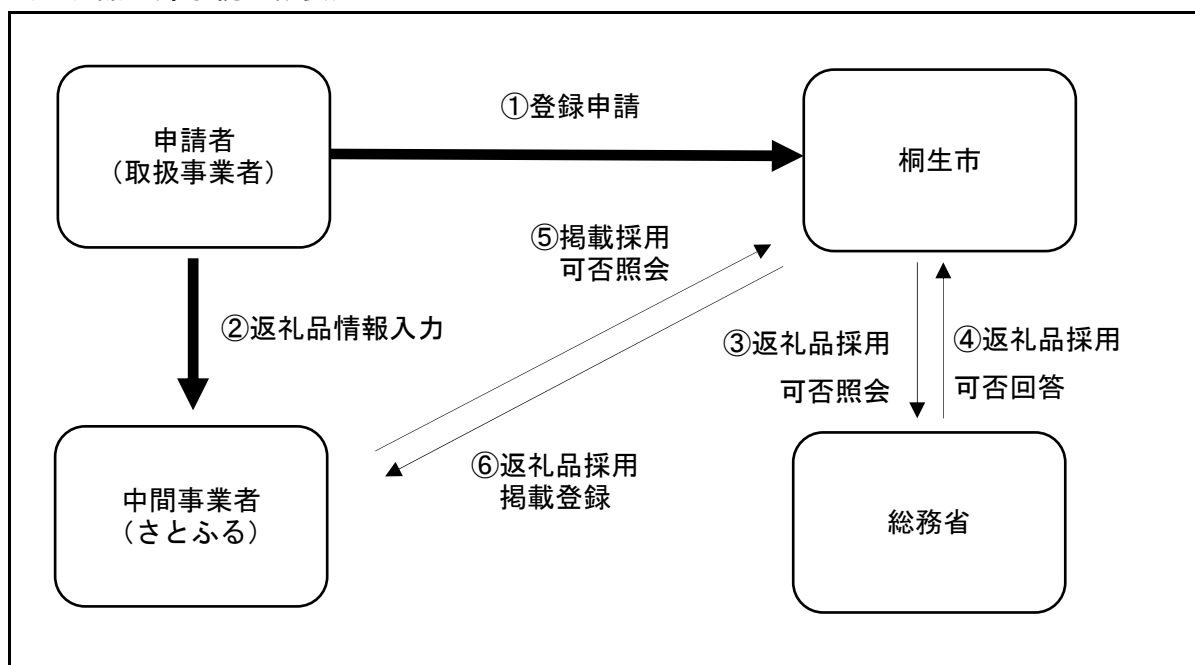 ①登録申請
申請者
（取扱事業者）
桐生市
⑤掲載採用
可否照会
②返礼品情報入力
③返礼品採用
可否照会
④返礼品採用
可否回答
⑥返礼品採用
掲載登録
中間事業者
（さとふる）
総務省